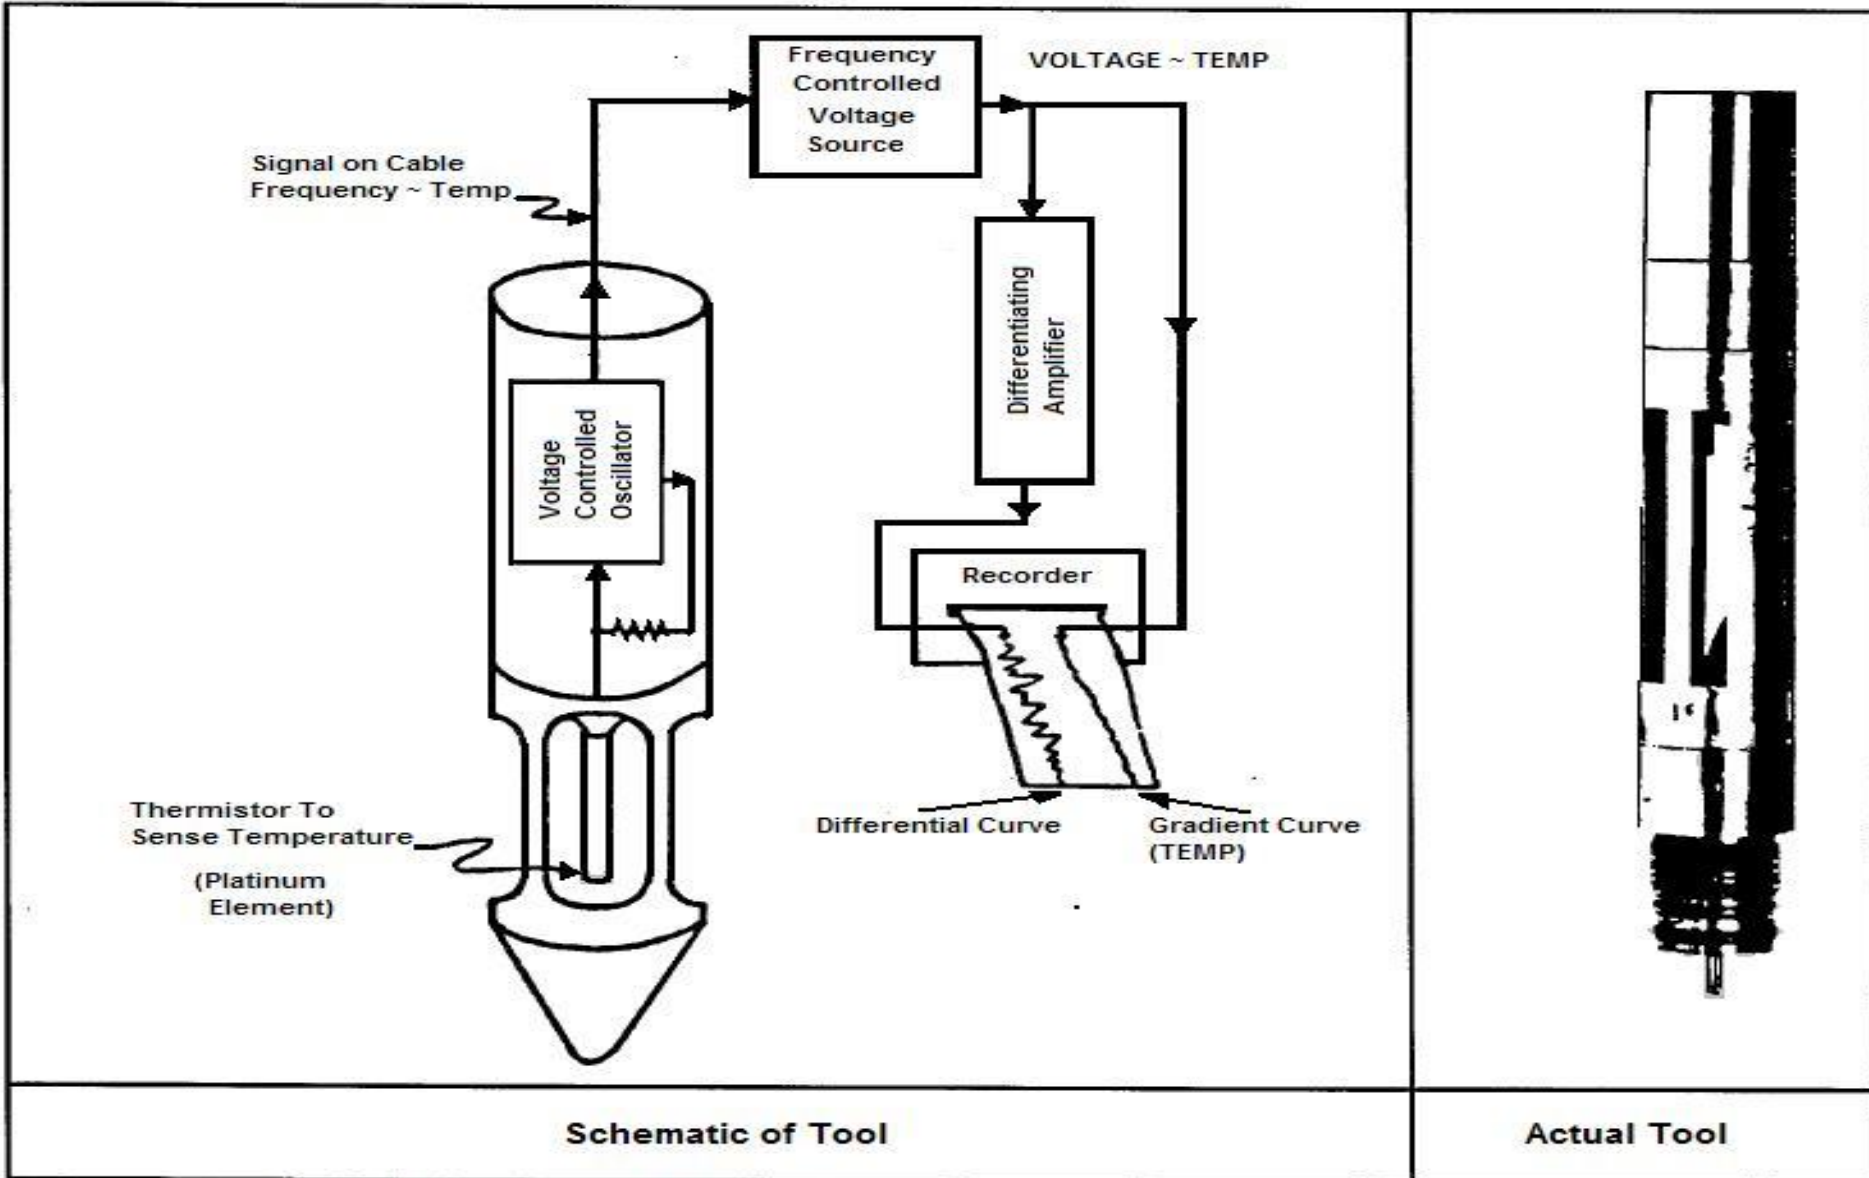 Frequency
Controlled
Voltage
Source
VOLTAGE ~ TEMP
Signal on Cable
Frequency ~ Temp
Differentiating
Amplifier
Voltage
Controlled
Oscillator
Recorder
Thermistor To
Sense Temperature
(Platinum
Element)
Differential Curve
Gradient Curve
(TEMP)
Schematic of Tool
Actual Tool